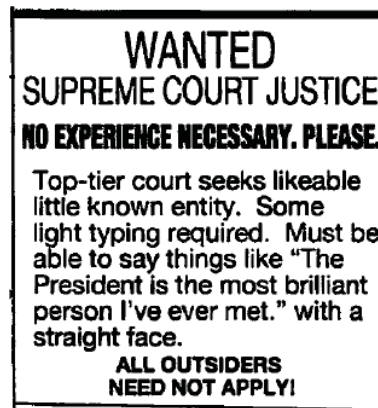 WANTED
SUPREME COURT JUSTICE
NO EXPERIENCE NECESSARY. PLEASE.
Top-tier court seeks likeable
little known entity. Some
light typing required. Must be
able to say things like “The
President is the most brilliant
person I've ever met.” with a
straight face.
ALL OUTSIDERS
NEED NOT APPLY!